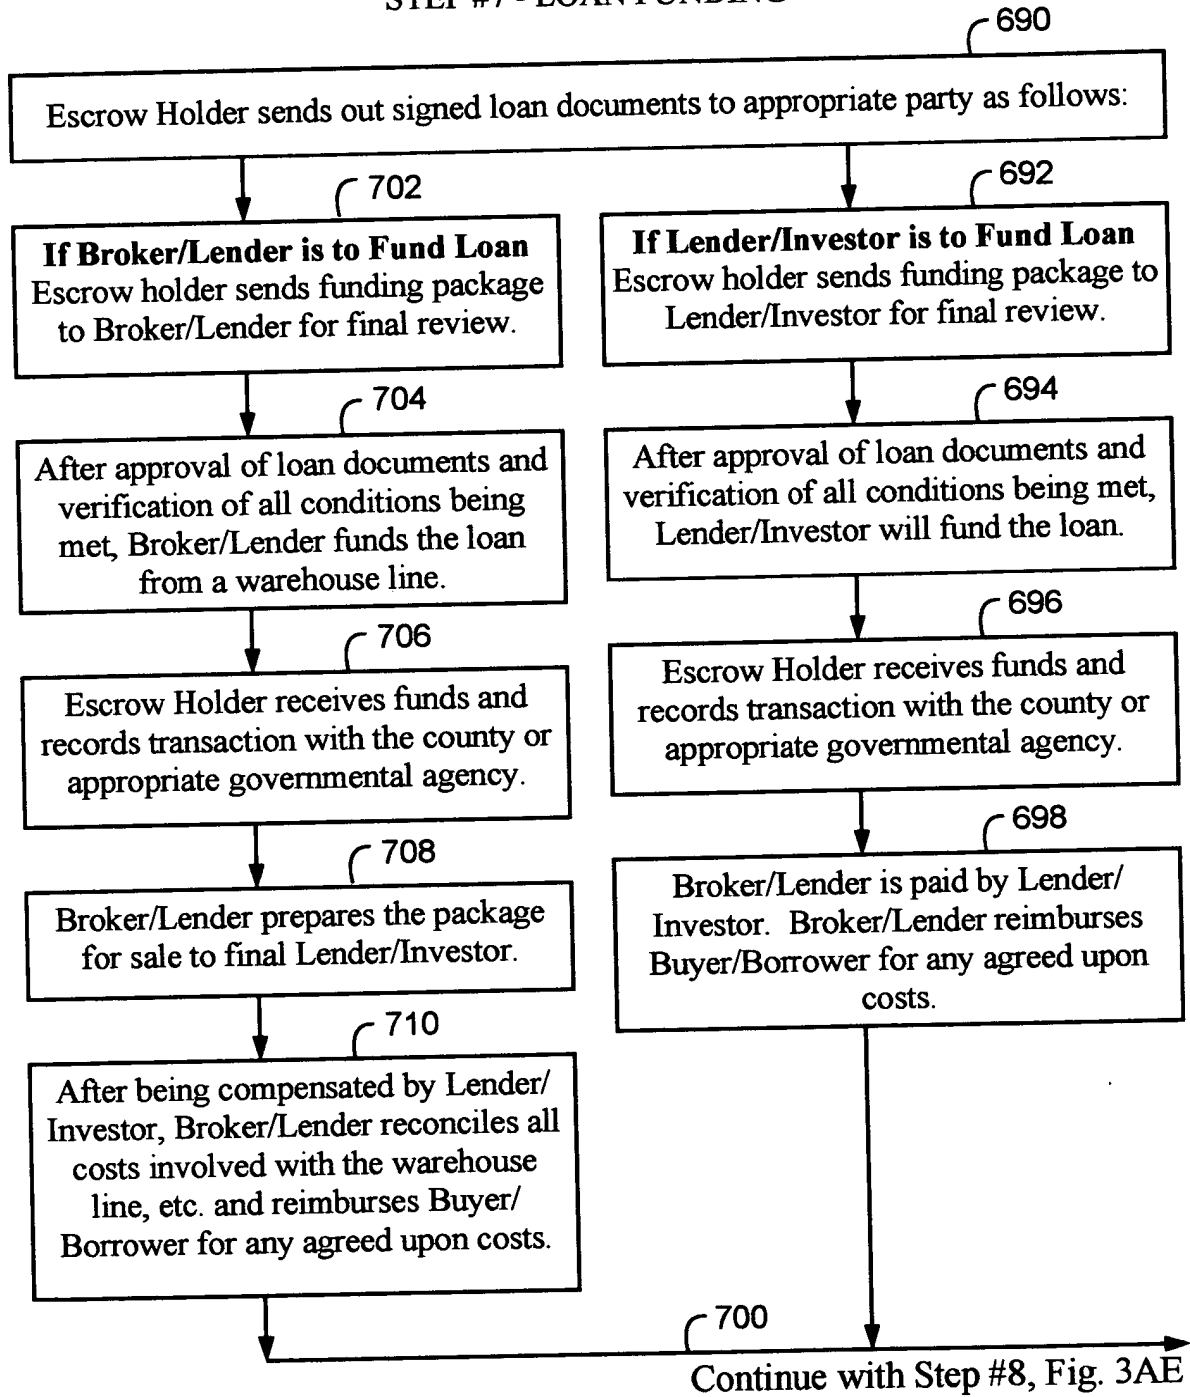 STEP #7 - LOAN FUNDING
690
Escrow Holder sends out signed loan documents to appropriate party as follows:
702
If Broker/Lender is to Fund Loan
Escrow holder sends funding package
to Broker/Lender for final review.
704
After approval of loan documents and
verification of all conditions being
met, Broker/Lender funds the loan
from a warehouse line.
706
Escrow Holder receives funds and
records transaction with the county or
appropriate governmental agency.
708
Broker/Lender prepares the package
for sale to final Lender/Investor.
710
After being compensated by Lender/
Investor, Broker/Lender reconciles all
costs involved with the warehouse
line, etc. and reimburses Buyer/
Borrower for any agreed upon costs.
692
If Lender/Investor is to Fund Loan
Escrow holder sends funding package to
Lender/Investor for final review.
694
After approval of loan documents and
verification of all conditions being met,
Lender/Investor will fund the loan.
696
Escrow Holder receives funds and
records transaction with the county or
appropriate governmental agency.
698
Broker/Lender is paid by Lender/
Investor. Broker/Lender reimburses
Buyer/Borrower for any agreed upon
costs.
700
Continue with Step #8, Fig. 3AE